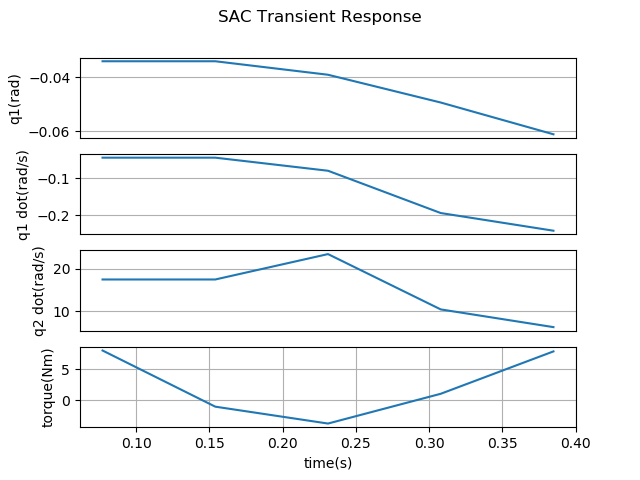 SAC Transient Response
q1(rad)
−0.04
−0.06
q1 dot(rad/s)
−0.1
−0.2
q2 dot(rad/s)
20
10
torque(Nm)
5
0
0.10 0.15 0.20 0.25 0.30 0.35 0.40
time(s)